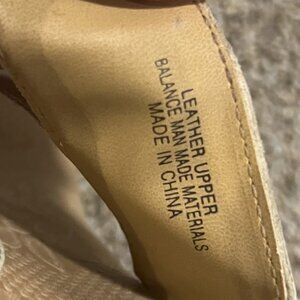 LEATHER UPPER
BALANCE MAN MADE MATERIALS
MADE IN CHINA